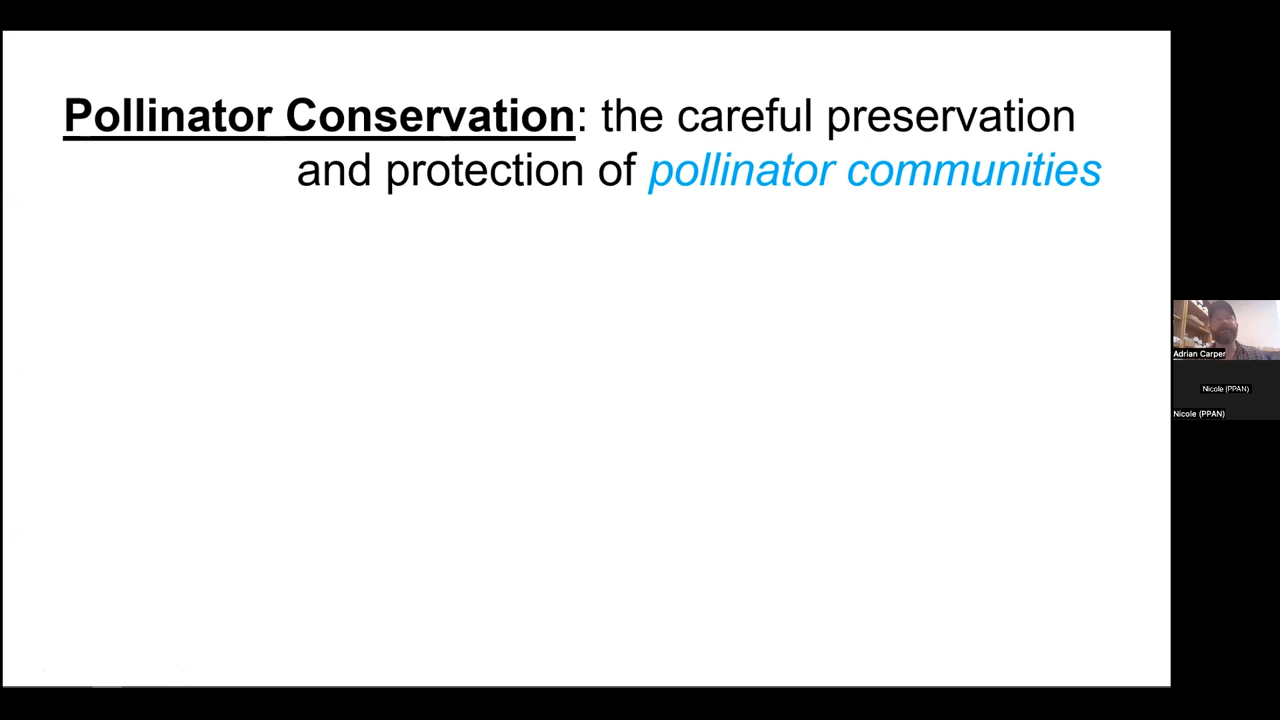 Pollinator Conservation: the careful preservation
and protection of pollinator communities
Adrian Carper
Nicole (PPAN)
Nicole (PPAN)